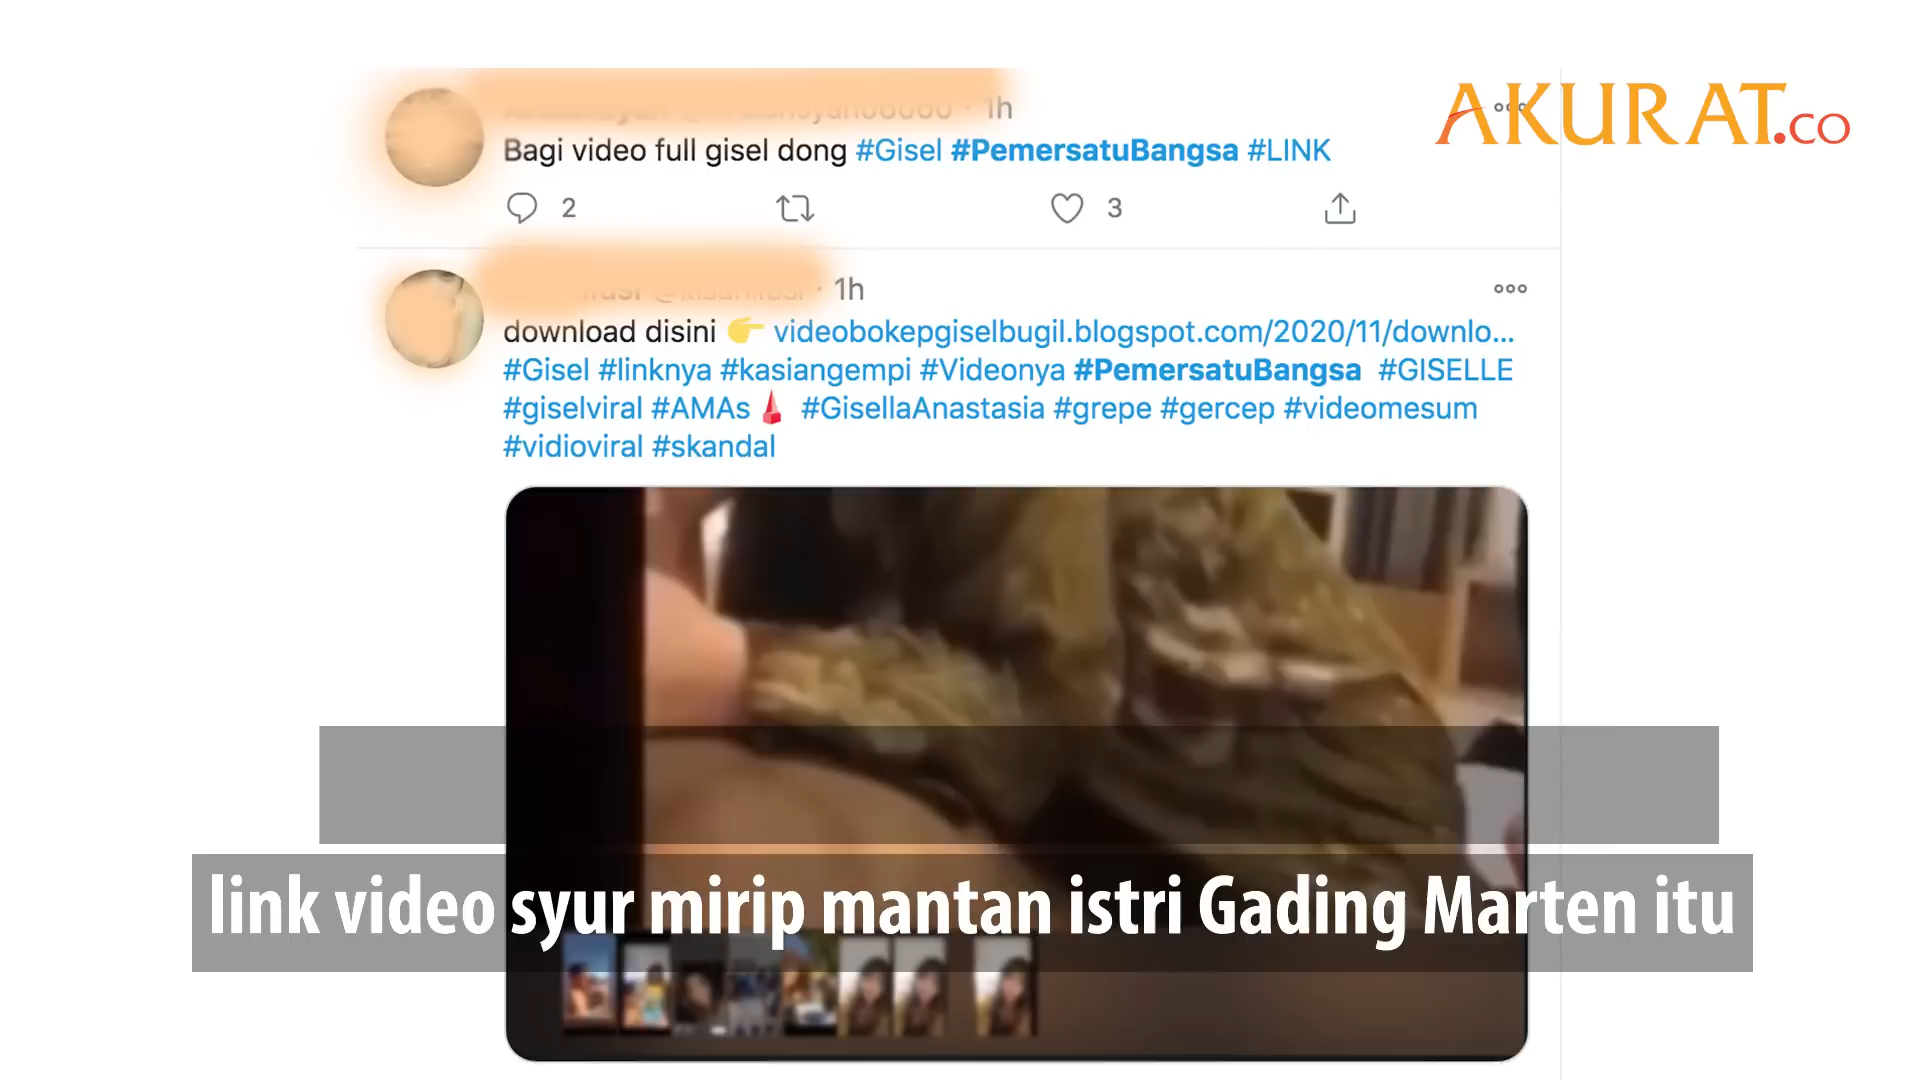 AKURAT.co
1h
Bagi video full gisel dong #Gisel #PemersatuBangsa #LINK
2 3
1h
download disini 👉 videobokepgiselbugil.blogspot.com/2020/11/downlo...
#Gisel #linknya #kasiangempi #Videonya #PemersatuBangsa #GISELLE
#giselviral #AMAs #GisellaAnastasia #grepe #gercep #videomesum
#vidioviral #skandal
link video syur mirip mantan istri Gading Marten itu